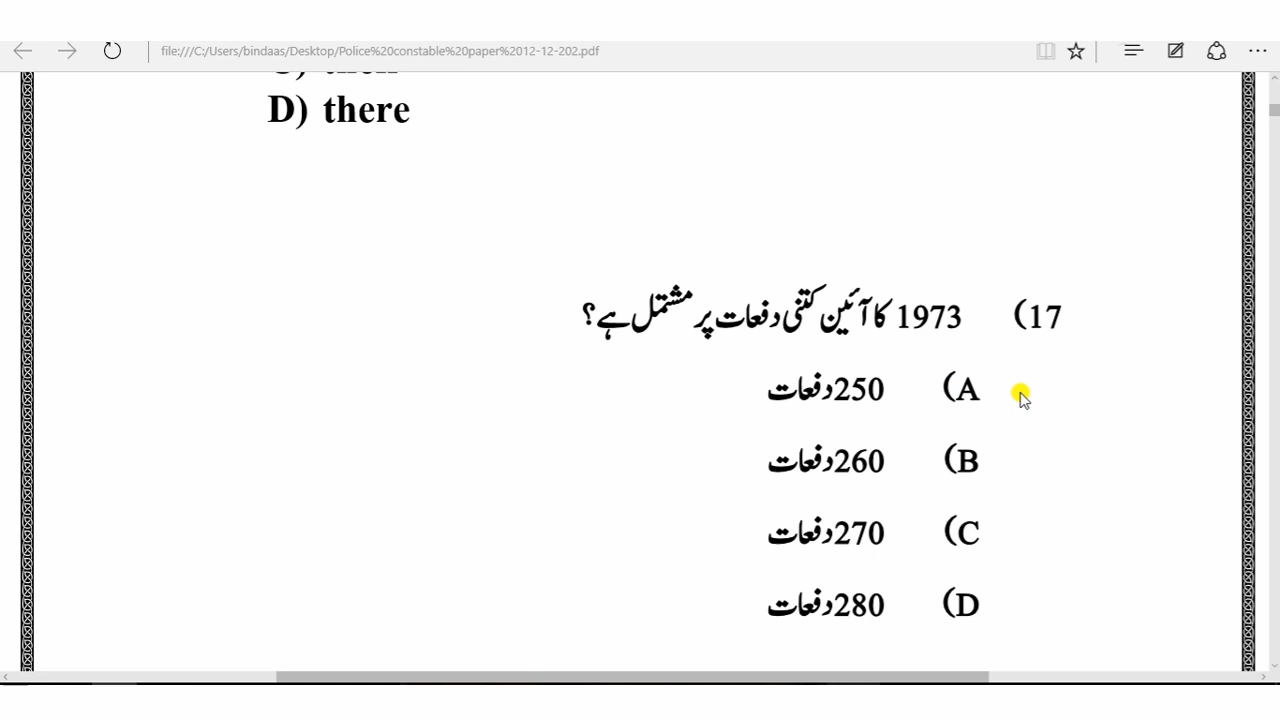 file:///C:/Users/bindaas/Desktop/Police%20constable%20paper%2012-12-202.pdf
D) there
17) 1973 کا آئین کتنی دفعات پر مشتمل ہے؟
A) 250دفعات
B) 260دفعات
C) 270دفعات
D) 280دفعات